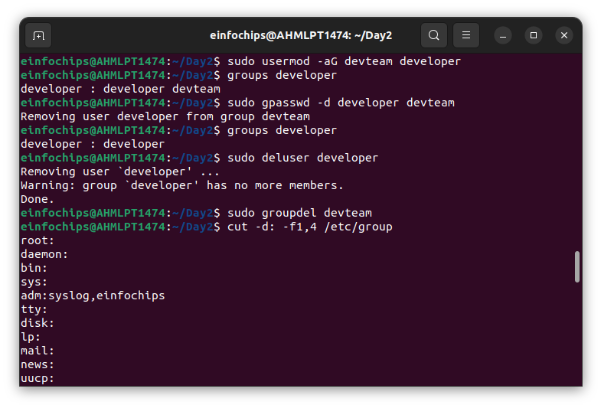 einfochips@AHMLPT1474: ~/Day2
einfochips@AHMLPT1474:~/Day2$ sudo usermod -aG devteam developer
einfochips@AHMLPT1474:~/Day2$ groups developer
developer : developer devteam
einfochips@AHMLPT1474:~/Day2$ sudo gpasswd -d developer devteam
Removing user developer from group devteam
einfochips@AHMLPT1474:~/Day2$ groups developer
developer : developer
einfochips@AHMLPT1474:~/Day2$ sudo deluser developer
Removing user `developer' ...
Warning: group `developer' has no more members.
Done.
einfochips@AHMLPT1474:~/Day2$ sudo groupdel devteam
einfochips@AHMLPT1474:~/Day2$ cut -d: -f1,4 /etc/group
root:
daemon:
bin:
sys:
adm:syslog,einfochips
tty:
disk:
lp:
mail:
news:
uucp: